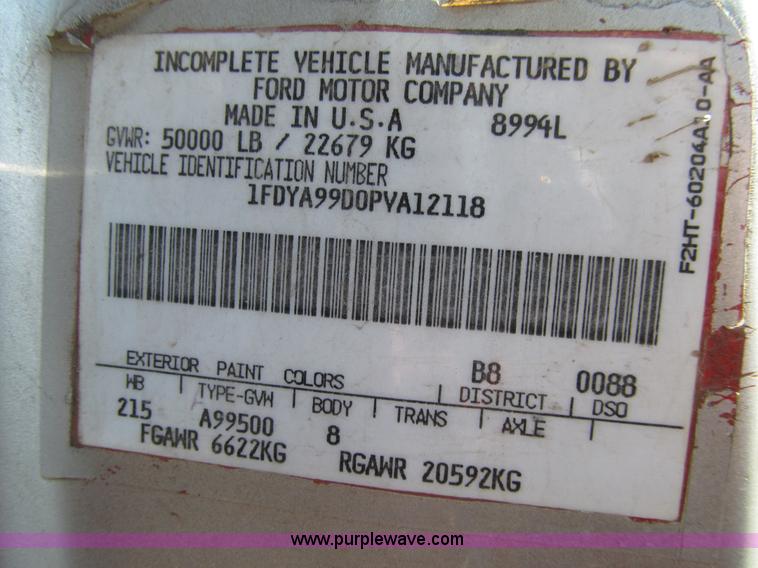 INCOMPLETE VEHICLE MANUFACTURED BY
FORD MOTOR COMPANY
MADE IN U.S.A 8994L
GVWR: 50000 LB / 22679 KG
VEHICLE IDENTIFICATION NUMBER
1FDYA99D0PVA12118
F2HT-60204A10-AA
EXTERIOR PAINT COLORS B8 0088
WB TYPE-GVW BODY TRANS DISTRICT AXLE DSO
215 A99500 8
FGAWR 6622KG RGAWR 20592KG
www.purplewave.com